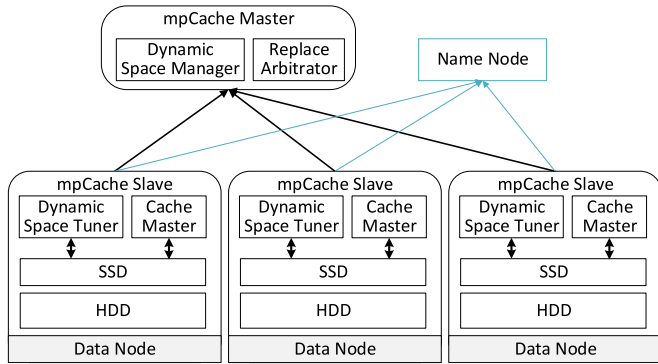 mpCache Master
Dynamic
Space Manager
Replace
Arbitrator
Name Node
mpCache Slave
Dynamic
Space Tuner
Cache
Master
SSD
HDD
Data Node
mpCache Slave
Dynamic
Space Tuner
Cache
Master
SSD
HDD
Data Node
mpCache Slave
Dynamic
Space Tuner
Cache
Master
SSD
HDD
Data Node